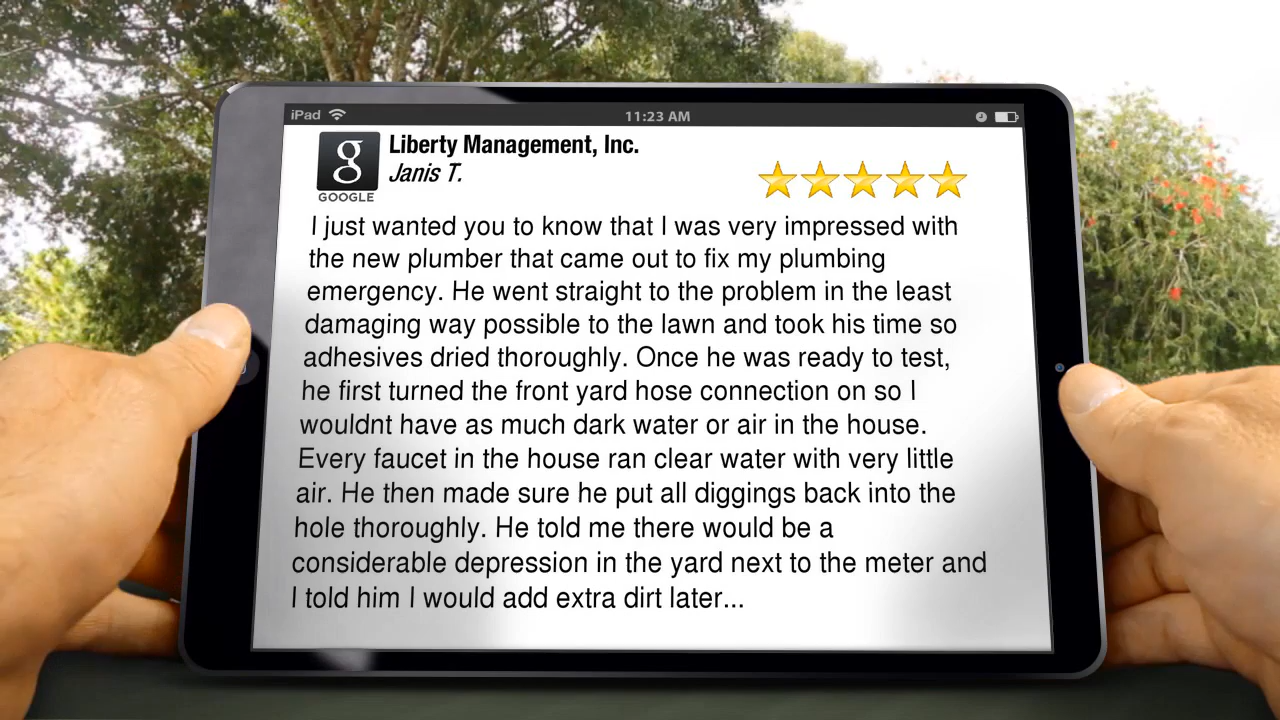 iPad 11:23 AM
g
GOOGLE
Liberty Management, Inc.
Janis T.
I just wanted you to know that I was very impressed with
the new plumber that came out to fix my plumbing
emergency. He went straight to the problem in the least
damaging way possible to the lawn and took his time so
adhesives dried thoroughly. Once he was ready to test,
he first turned the front yard hose connection on so I
wouldnt have as much dark water or air in the house.
Every faucet in the house ran clear water with very little
air. He then made sure he put all diggings back into the
hole thoroughly. He told me there would be a
considerable depression in the yard next to the meter and
I told him I would add extra dirt later...